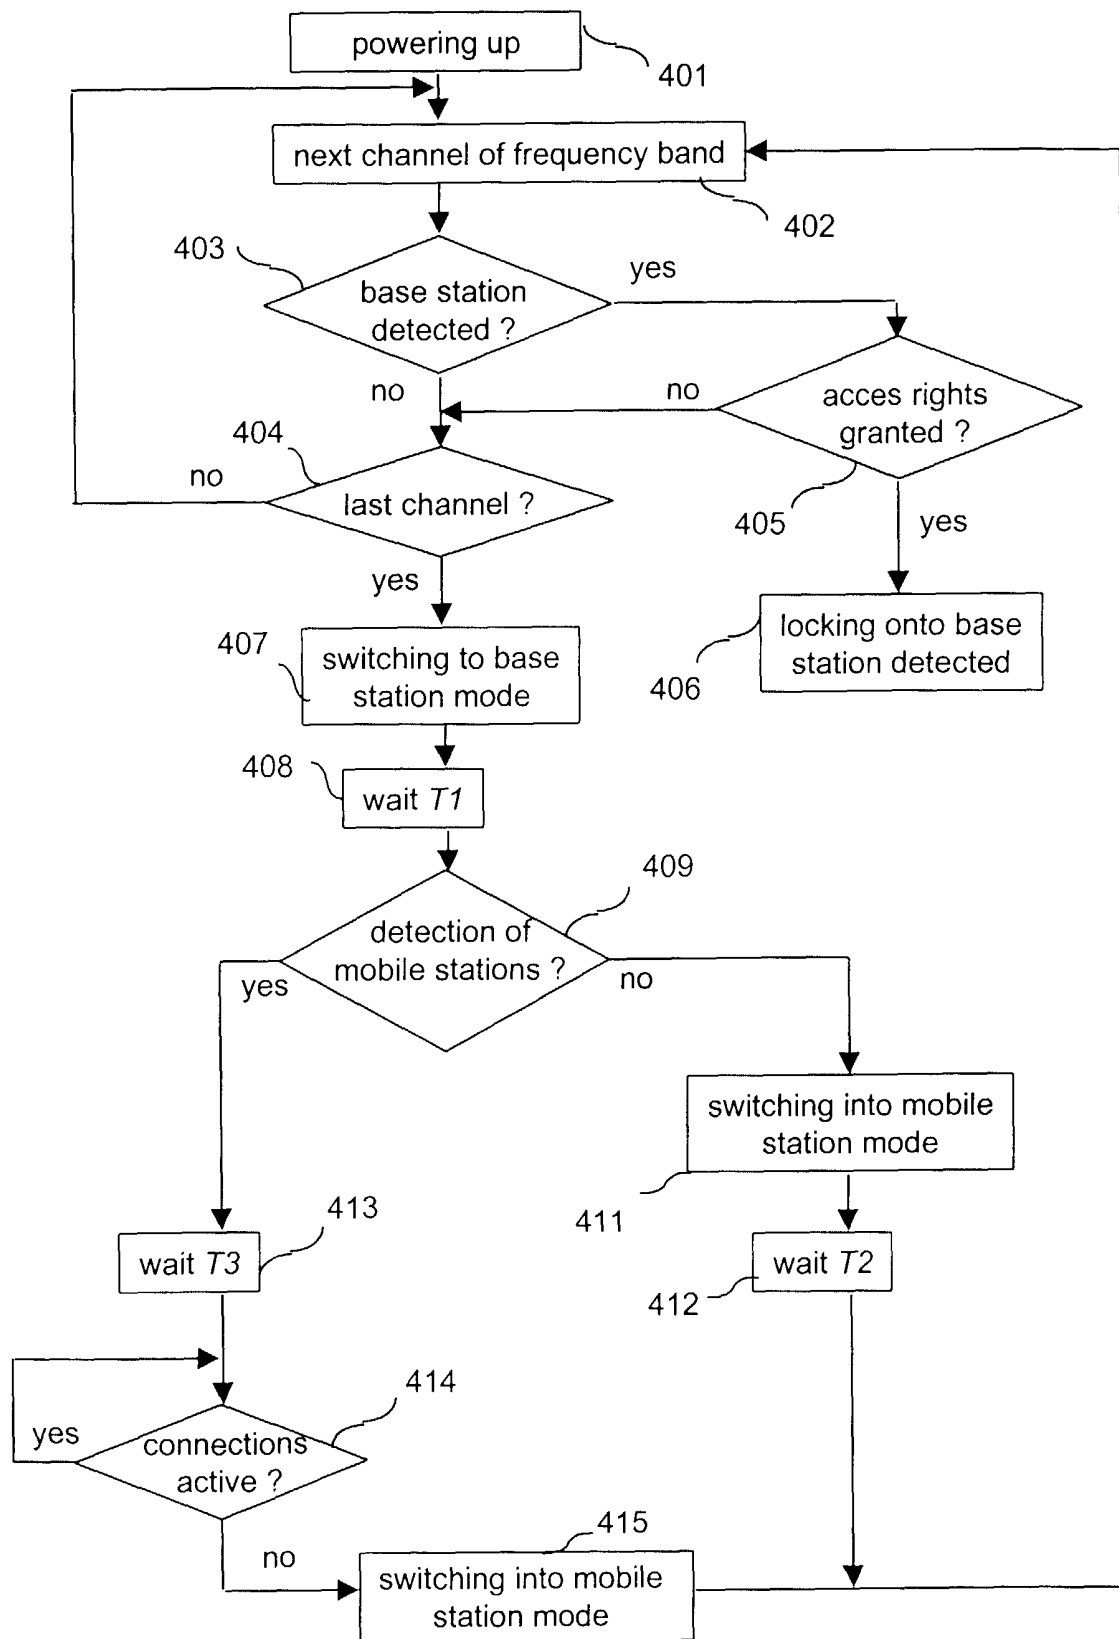 powering up
401
next channel of frequency band
402
403
yes
base station
detected ?
no
no
acces rights
granted ?
404
no
last channel ?
405
yes
yes
407
switching to base
station mode
locking onto base
station detected
406
408
wait T1
409
detection of
mobile stations ?
yes
no
switching into mobile
station mode
411
413
wait T3
wait T2
412
414
yes
connections
active ?
415
no
switching into mobile
station mode